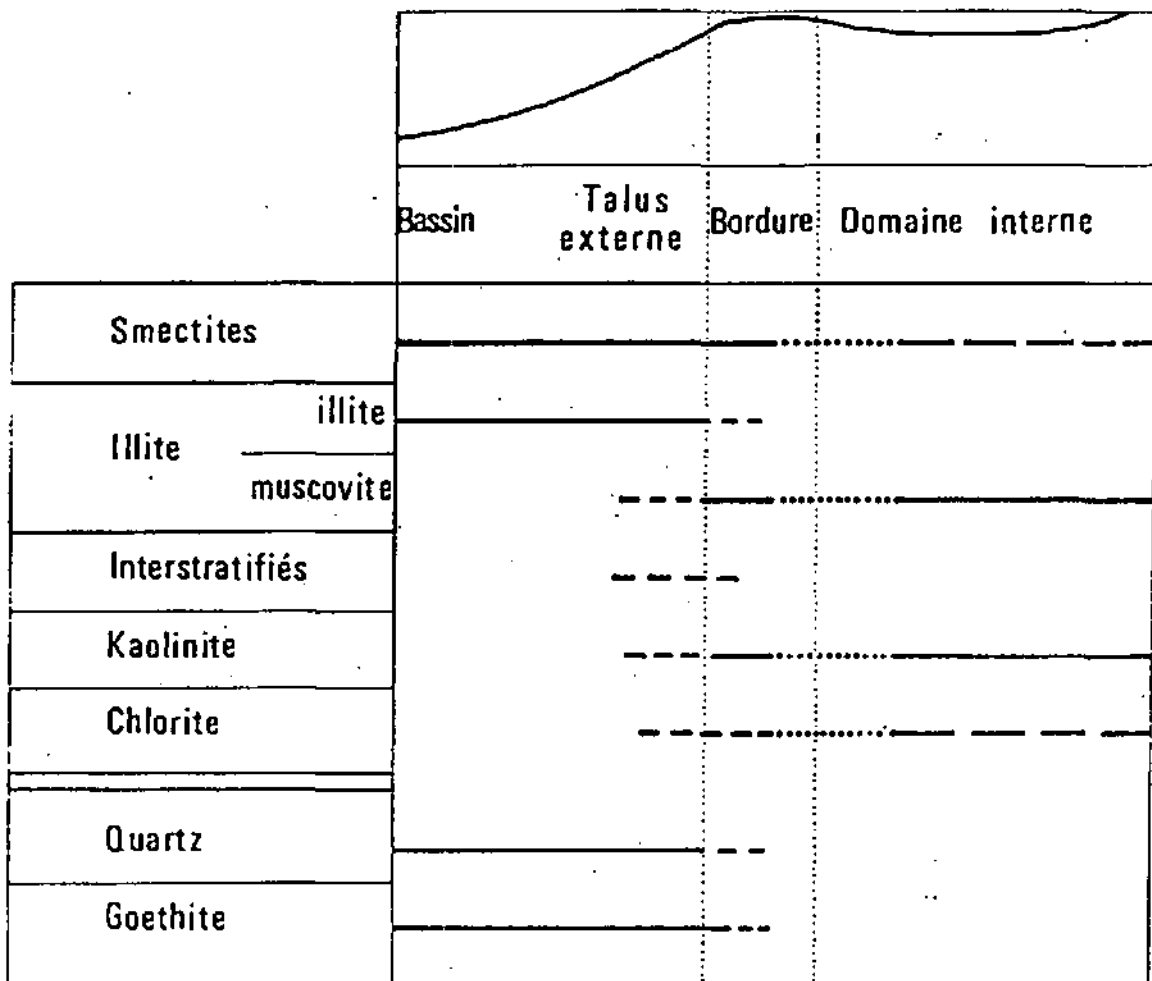 Bassin
Talus
externe
Bordure
Domaine interne
Smectites
Illite
illite
muscovite
Interstratifiés
Kaolinite
Chlorite
Quartz
Goethite